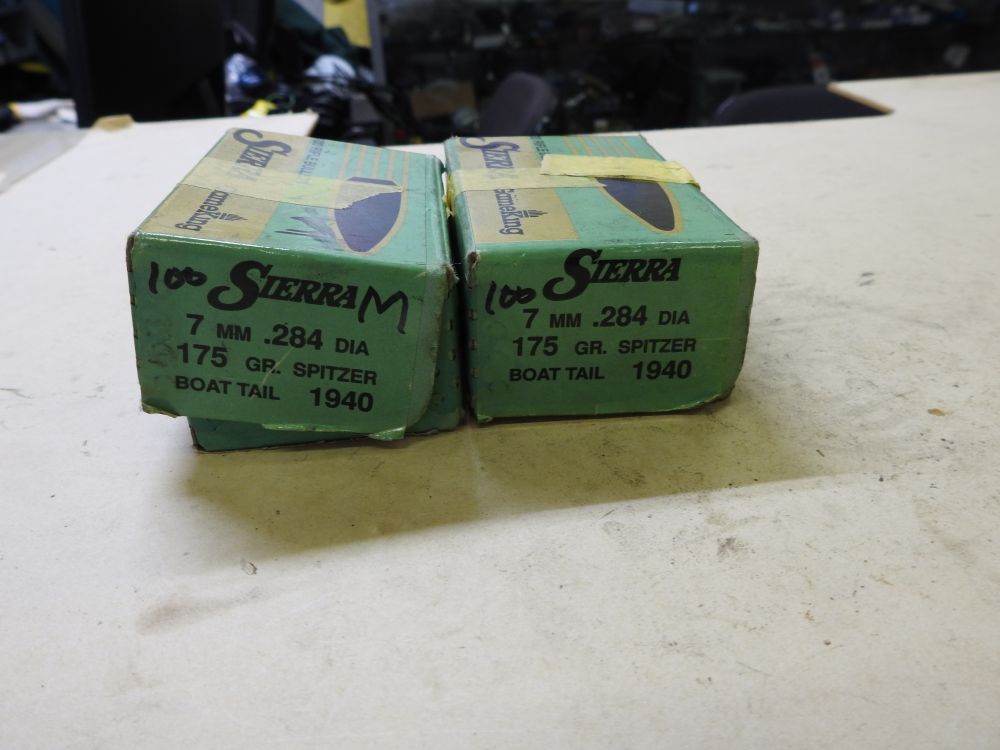 SIERRA
GameKing
100 SIERRA M
7 MM .284 DIA
175 GR. SPITZER
BOAT TAIL 1940
SIERRA
GameKing
100 SIERRA
7 MM .284 DIA
175 GR. SPITZER
BOAT TAIL 1940